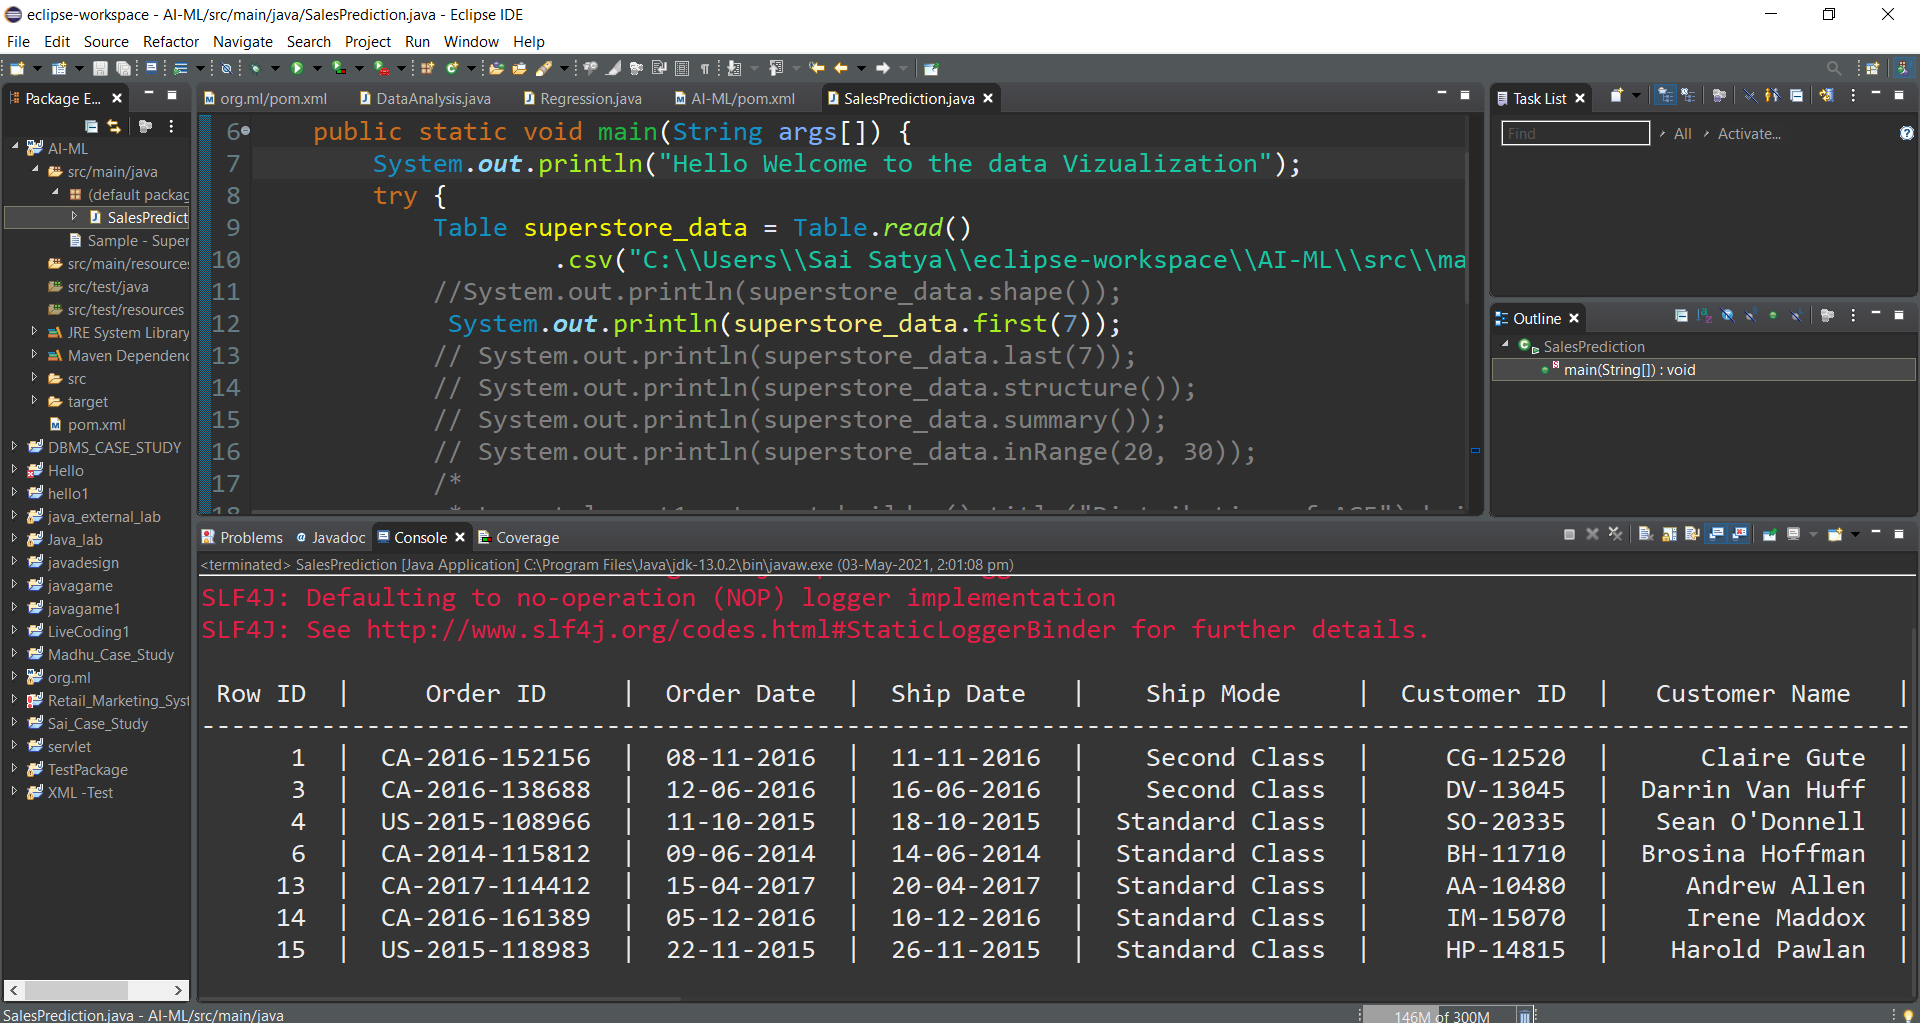 eclipse-workspace - AI-ML/src/main/java/SalesPrediction.java - Eclipse IDE
File Edit Source Refactor Navigate Search Project Run Window Help
Package E...
AI-ML
src/main/java
(default packag
SalesPredict
Sample - Super
src/main/resources
src/test/java
src/test/resources
JRE System Library
Maven Dependenc
src
target
pom.xml
DBMS_CASE_STUDY
Hello
hello1
java_external_lab
Java_lab
javadesign
javagame
javagame1
LiveCoding1
Madhu_Case_Study
org.ml
Retail_Marketing_Syst
Sai_Case_Study
servlet
TestPackage
XML -Test
org.ml/pom.xml DataAnalysis.java Regression.java AI-ML/pom.xml SalesPrediction.java
6 public static void main(String args[]) {
7 System.out.println("Hello Welcome to the data Vizualization");
8 try {
9 Table superstore_data = Table.read()
10 .csv("C:\\Users\\Sai Satya\\eclipse-workspace\\AI-ML\\src\\ma
11 //System.out.println(superstore_data.shape());
12 System.out.println(superstore_data.first(7));
13 // System.out.println(superstore_data.last(7));
14 // System.out.println(superstore_data.structure());
15 // System.out.println(superstore_data.summary());
16 // System.out.println(superstore_data.inRange(20, 30));
17 /*
Task List
Find All Activate...
Outline
SalesPrediction
main(String[]) : void
Problems Javadoc Console Coverage
<terminated> SalesPrediction [Java Application] C:\Program Files\Java\jdk-13.0.2\bin\javaw.exe (03-May-2021, 2:01:08 pm)
SLF4J: Defaulting to no-operation (NOP) logger implementation
SLF4J: See http://www.slf4j.org/codes.html#StaticLoggerBinder for further details.
Row ID | Order ID | Order Date | Ship Date | Ship Mode | Customer ID | Customer Name |
1 | CA-2016-152156 | 08-11-2016 | 11-11-2016 | Second Class | CG-12520 | Claire Gute |
3 | CA-2016-138688 | 12-06-2016 | 16-06-2016 | Second Class | DV-13045 | Darrin Van Huff |
4 | US-2015-108966 | 11-10-2015 | 18-10-2015 | Standard Class | SO-20335 | Sean O'Donnell |
6 | CA-2014-115812 | 09-06-2014 | 14-06-2014 | Standard Class | BH-11710 | Brosina Hoffman |
13 | CA-2017-114412 | 15-04-2017 | 20-04-2017 | Standard Class | AA-10480 | Andrew Allen |
14 | CA-2016-161389 | 05-12-2016 | 10-12-2016 | Standard Class | IM-15070 | Irene Maddox |
15 | US-2015-118983 | 22-11-2015 | 26-11-2015 | Standard Class | HP-14815 | Harold Pawlan |
SalesPrediction.java - AI-ML/src/main/java
146M of 300M